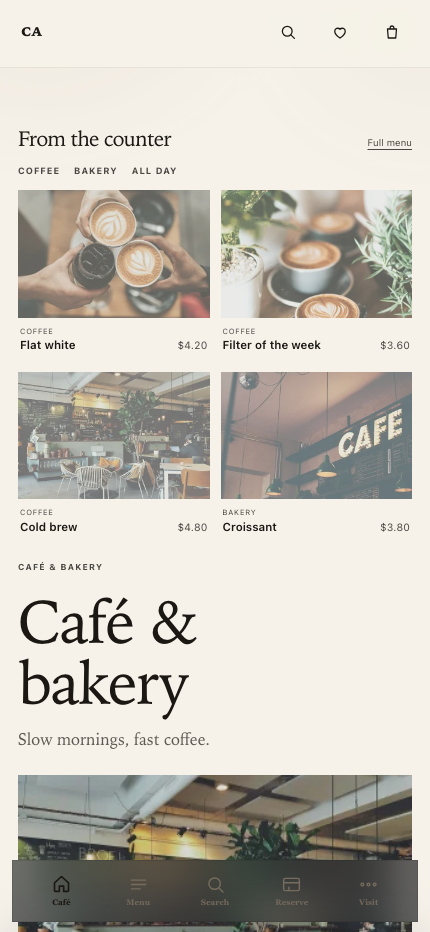 CA
From the counter
Full menu
COFFEE BAKERY ALL DAY
COFFEE
Flat white $4.20
COFFEE
Filter of the week $3.60
CAFE
COFFEE
Cold brew $4.80
BAKERY
Croissant $3.80
CAFÉ & BAKERY
Café &
bakery
Slow mornings, fast coffee.
Café Menu Search Reserve Visit